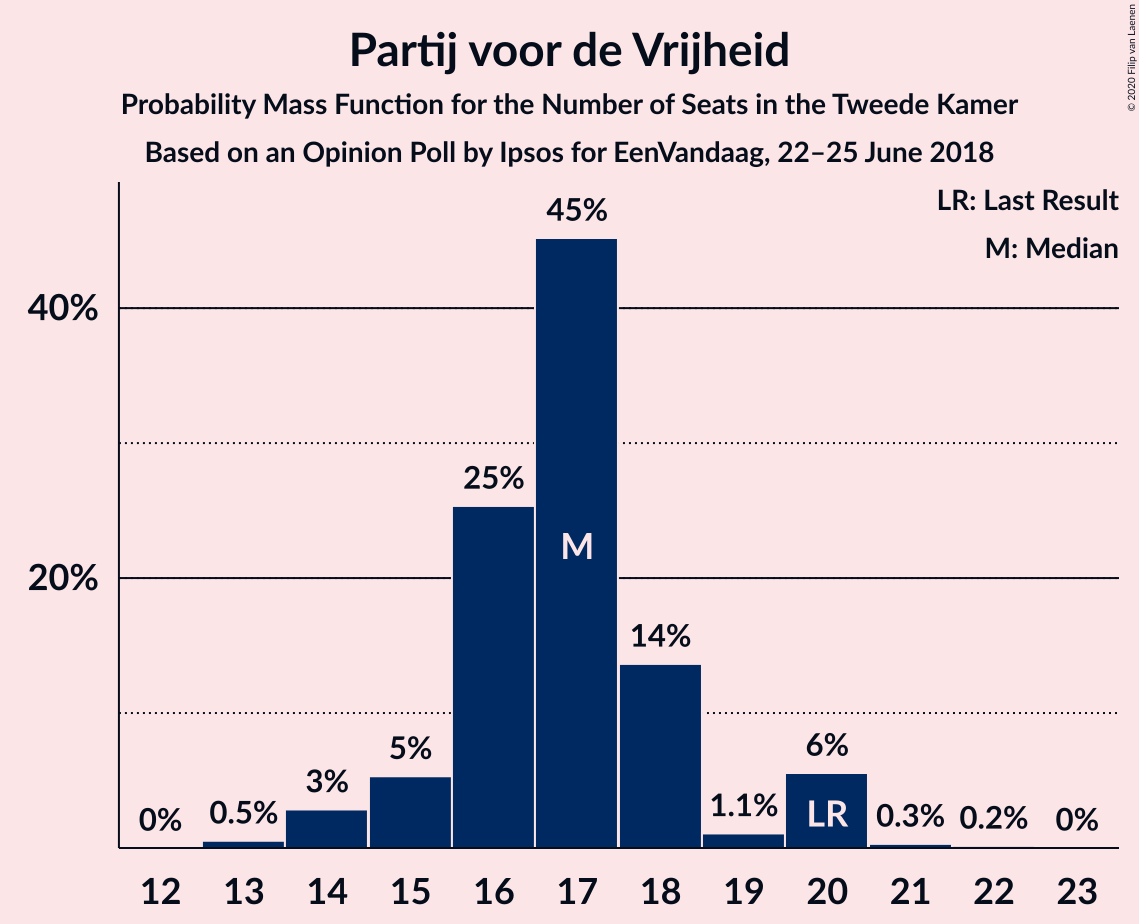 Partij voor de Vrijheid
Probability Mass Function for the Number of Seats in the Tweede Kamer
Based on an Opinion Poll by Ipsos for EenVandaag, 22–25 June 2018
© 2020 Filip van Laenen
LR: Last Result
M: Median
40%
20%
0%
0.5%
3%
5%
25%
45%
M
14%
1.1%
6%
LR
0.3%
0.2%
0%
12 13 14 15 16 17 18 19 20 21 22 23